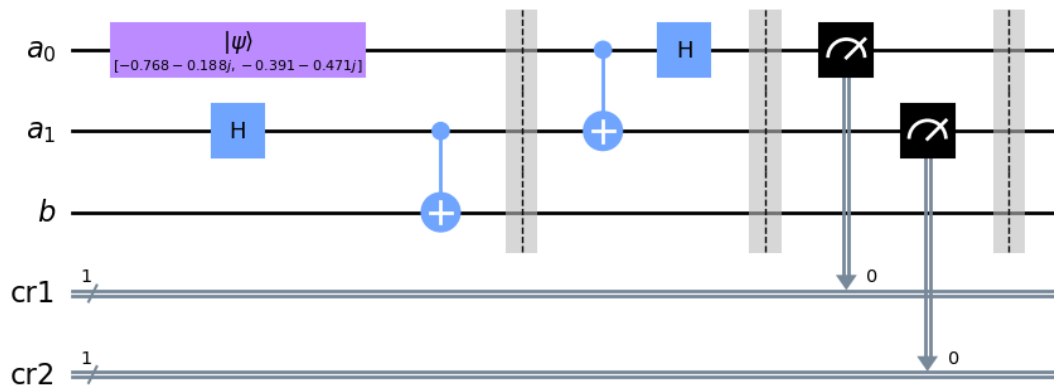 a₀
|ψ⟩
[−0.768 − 0.188j, −0.391 − 0.471j]
H
a₁
H
b
cr1
1
0
cr2
1
0